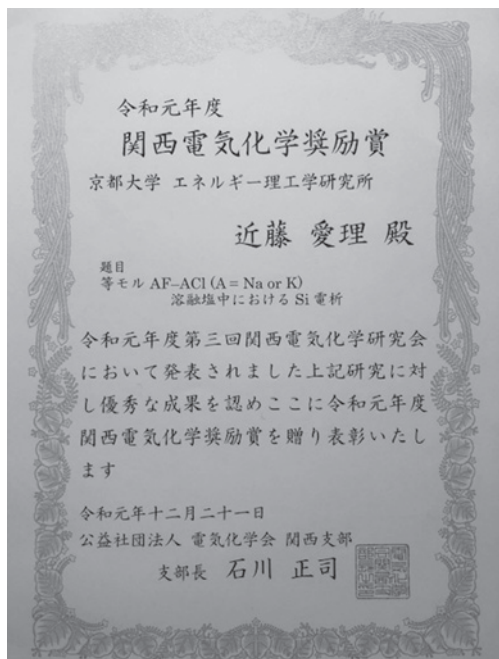 令和元年度
関西電気化学奨励賞
京都大学 エネルギー理工学研究所
近藤 愛理 殿
題目
等モル AF–ACl (A = Na or K)
溶融塩中における Si 電析
令和元年度第三回関西電気化学研究会
において発表されました上記研究に対
し優秀な成果を認めここに令和元年度
関西電気化学奨励賞を贈り表彰いたし
ます
令和元年十二月二十一日
公益社団法人 電気化学会 関西支部
支部長 石川 正司